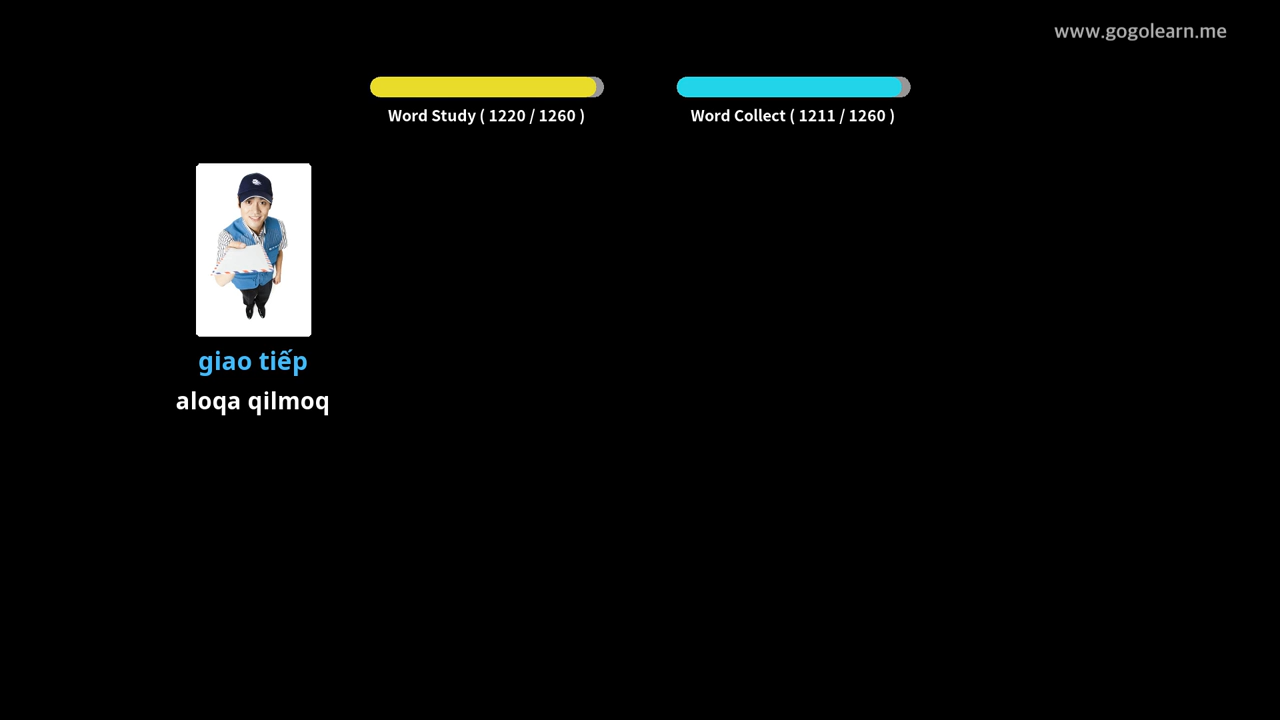 www.gogolearn.me
Word Study ( 1220 / 1260 )
Word Collect ( 1211 / 1260 )
giao tiếp
aloqa qilmoq